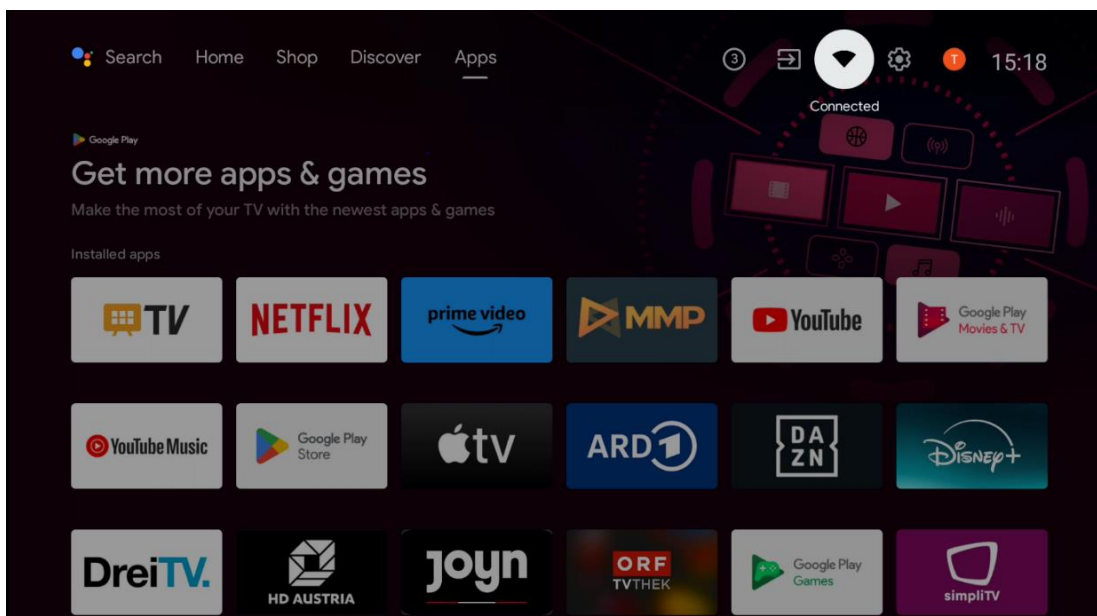 Search Home Shop Discover Apps
3
T
15:18
Connected
Google Play
Get more apps & games
Make the most of your TV with the newest apps & games
Installed apps
TV
NETFLIX
prime video
MMP
YouTube
Google Play
Movies & TV
YouTube Music
Google Play
Store
tv
ARD 1
DA
ZN
Disney+
DreiTV.
HD AUSTRIA
joyn
ORF
TVTHEK
Google Play
Games
simpliTV